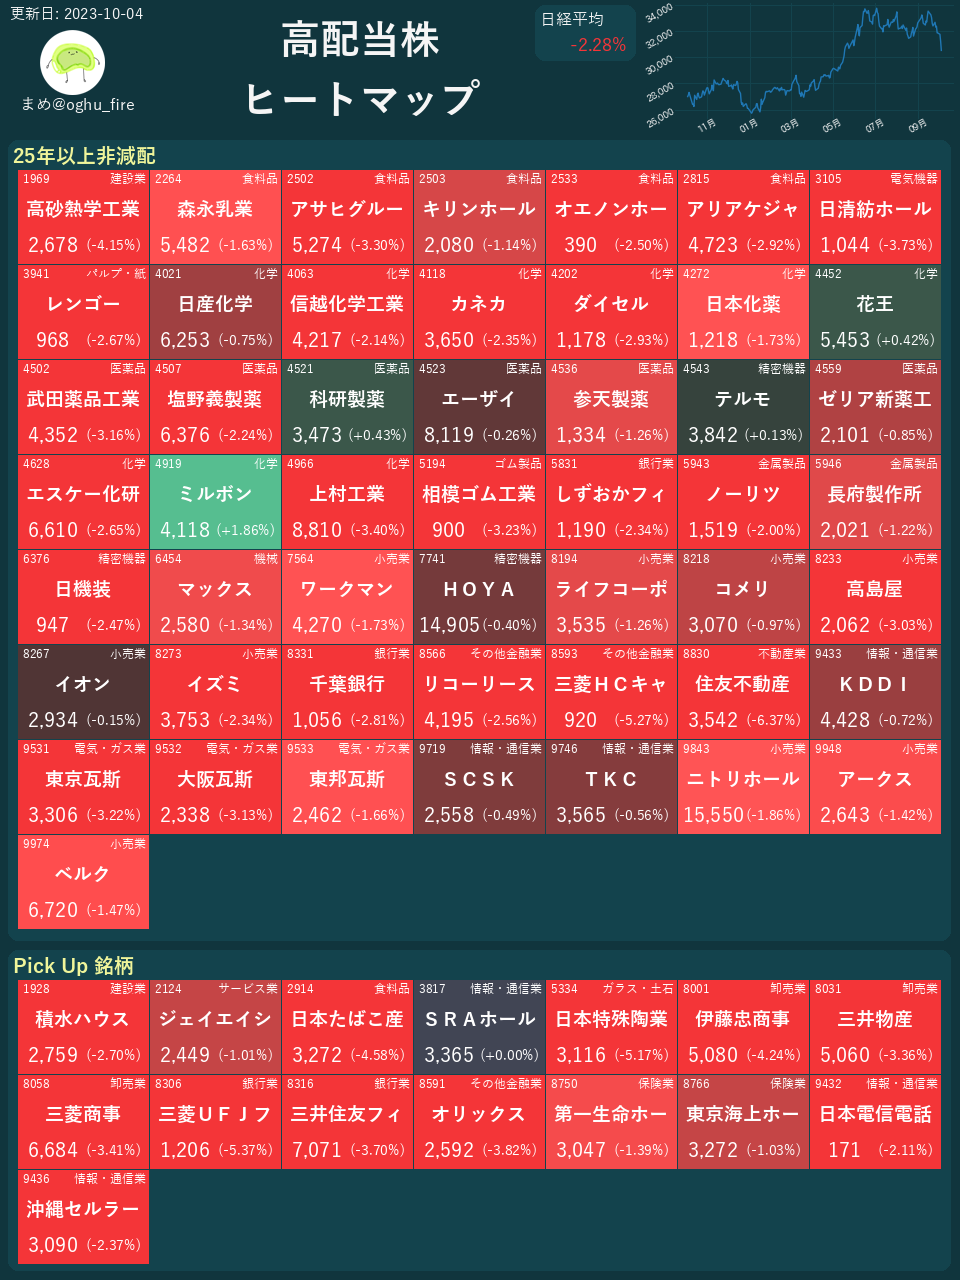 更新日: 2023-10-04
まめ@oghu_fire
高配当株
ヒートマップ
日経平均
-2.28%
34,000
32,000
30,000
28,000
26,000
11月 01月 03月 05月 07月 09月
25年以上非減配
1969 建設業 2264 食料品 2502 食料品 2503 食料品 2533 食料品 2815 食料品 3105 電気機器
高砂熱学工業 森永乳業 アサヒグルー キリンホール オエノンホー アリアケジャ 日清紡ホール
2,678 (-4.15%) 5,482 (-1.63%) 5,274 (-3.30%) 2,080 (-1.14%) 390 (-2.50%) 4,723 (-2.92%) 1,044 (-3.73%)
3941 パルプ・紙 4021 化学 4063 化学 4118 化学 4202 化学 4272 化学 4452 化学
レンゴー 日産化学 信越化学工業 カネカ ダイセル 日本化薬 花王
968 (-2.67%) 6,253 (-0.75%) 4,217 (-2.14%) 3,650 (-2.35%) 1,178 (-2.93%) 1,218 (-1.73%) 5,453 (+0.42%)
4502 医薬品 4507 医薬品 4521 医薬品 4523 医薬品 4536 医薬品 4543 精密機器 4559 医薬品
武田薬品工業 塩野義製薬 科研製薬 エーザイ 参天製薬 テルモ ゼリア新薬工
4,352 (-3.16%) 6,376 (-2.24%) 3,473 (+0.43%) 8,119 (-0.26%) 1,334 (-1.26%) 3,842 (+0.13%) 2,101 (-0.85%)
4628 化学 4919 化学 4966 化学 5194 ゴム製品 5831 銀行業 5943 金属製品 5946 金属製品
エスケー化研 ミルボン 上村工業 相模ゴム工業 しずおかフィ ノーリツ 長府製作所
6,610 (-2.65%) 4,118 (+1.86%) 8,810 (-3.40%) 900 (-3.23%) 1,190 (-2.34%) 1,519 (-2.00%) 2,021 (-1.22%)
6376 精密機器 6454 機械 7564 小売業 7741 精密機器 8194 小売業 8218 小売業 8233 小売業
日機装 マックス ワークマン ＨＯＹＡ ライフコーポ コメリ 高島屋
947 (-2.47%) 2,580 (-1.34%) 4,270 (-1.73%) 14,905 (-0.40%) 3,535 (-1.26%) 3,070 (-0.97%) 2,062 (-3.03%)
8267 小売業 8273 小売業 8331 銀行業 8566 その他金融業 8593 その他金融業 8830 不動産業 9433 情報・通信業
イオン イズミ 千葉銀行 リコーリース 三菱ＨＣキャ 住友不動産 ＫＤＤＩ
2,934 (-0.15%) 3,753 (-2.34%) 1,056 (-2.81%) 4,195 (-2.56%) 920 (-5.27%) 3,542 (-6.37%) 4,428 (-0.72%)
9531 電気・ガス業 9532 電気・ガス業 9533 電気・ガス業 9719 情報・通信業 9746 情報・通信業 9843 小売業 9948 小売業
東京瓦斯 大阪瓦斯 東邦瓦斯 ＳＣＳＫ ＴＫＣ ニトリホール アークス
3,306 (-3.22%) 2,338 (-3.13%) 2,462 (-1.66%) 2,558 (-0.49%) 3,565 (-0.56%) 15,550 (-1.86%) 2,643 (-1.42%)
9974 小売業
ベルク
6,720 (-1.47%)
Pick Up 銘柄
1928 建設業 2124 サービス業 2914 食料品 3817 情報・通信業 5334 ガラス・土石 8001 卸売業 8031 卸売業
積水ハウス ジェイエイシ 日本たばこ産 ＳＲＡホール 日本特殊陶業 伊藤忠商事 三井物産
2,759 (-2.70%) 2,449 (-1.01%) 3,272 (-4.58%) 3,365 (+0.00%) 3,116 (-5.17%) 5,080 (-4.24%) 5,060 (-3.36%)
8058 卸売業 8306 銀行業 8316 銀行業 8591 その他金融業 8750 保険業 8766 保険業 9432 情報・通信業
三菱商事 三菱ＵＦＪフ 三井住友フィ オリックス 第一生命ホー 東京海上ホー 日本電信電話
6,684 (-3.41%) 1,206 (-5.37%) 7,071 (-3.70%) 2,592 (-3.82%) 3,047 (-1.39%) 3,272 (-1.03%) 171 (-2.11%)
9436 情報・通信業
沖縄セルラー
3,090 (-2.37%)